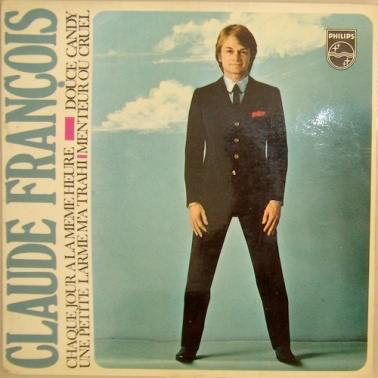 CLAUDE FRANCOIS
CHAQUE JOUR A LA MEME HEURE DOUCE CANDY
UNE PETITE LARME M'A TRAHI MENTEUR OU CRUEL
PHILIPS